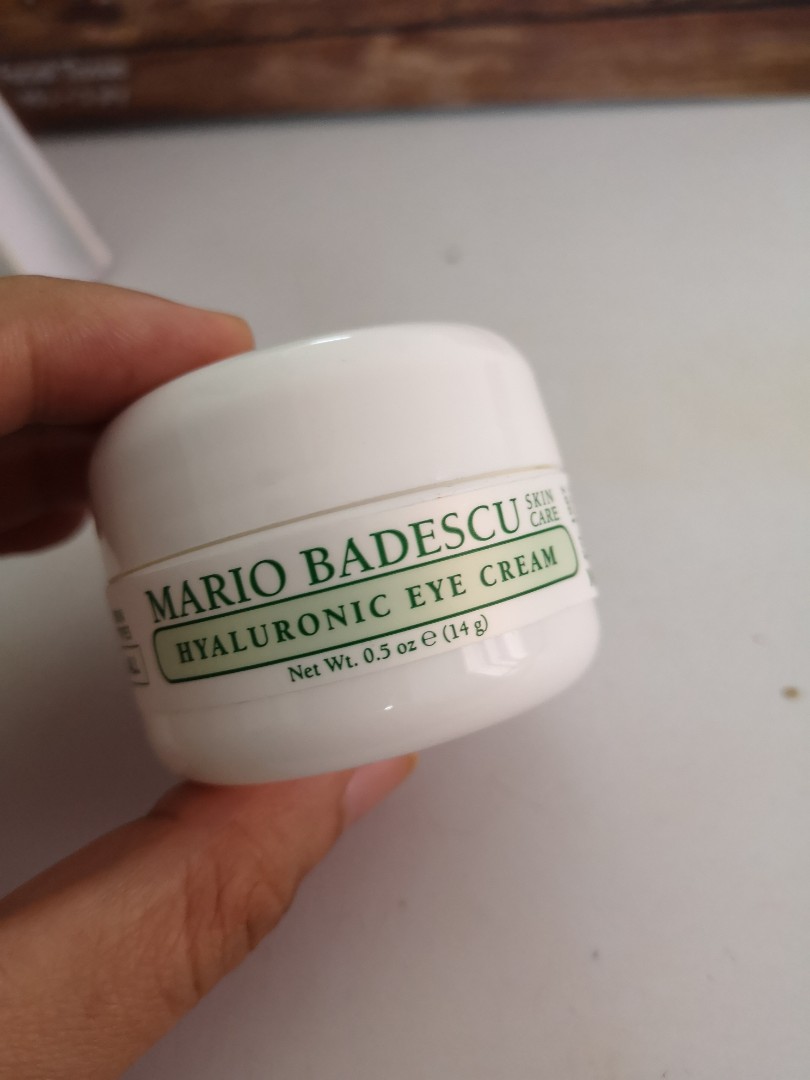 MARIO BADESCU SKIN CARE
HYALURONIC EYE CREAM
Net Wt. 0.5 oz ℮ (14 g)